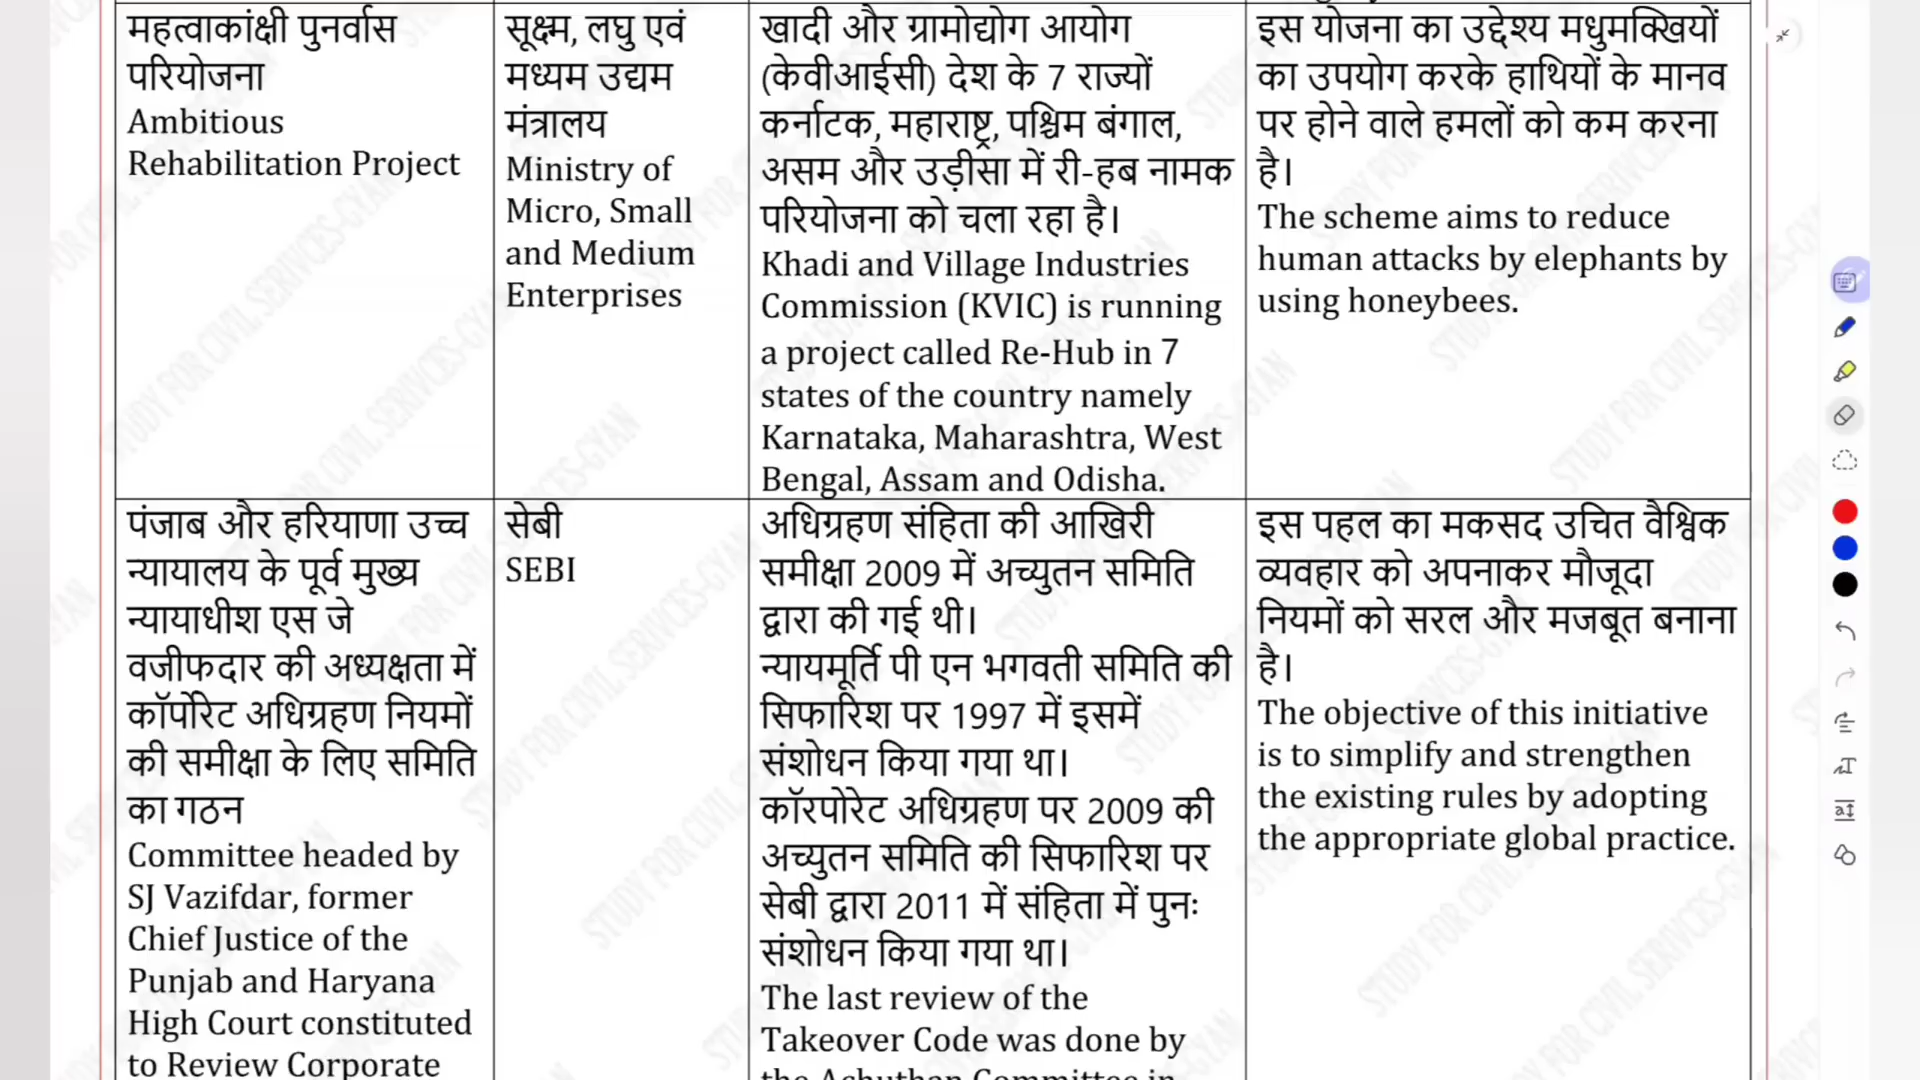 महत्वाकांक्षी पुनर्वास
परियोजना
Ambitious
Rehabilitation Project
सूक्ष्म, लघु एवं
मध्यम उद्यम
मंत्रालय
Ministry of
Micro, Small
and Medium
Enterprises
खादी और ग्रामोद्योग आयोग
(केवीआईसी) देश के 7 राज्यों
कर्नाटक, महाराष्ट्र, पश्चिम बंगाल,
असम और उड़ीसा में री-हब नामक
परियोजना को चला रहा है।
Khadi and Village Industries
Commission (KVIC) is running
a project called Re-Hub in 7
states of the country namely
Karnataka, Maharashtra, West
Bengal, Assam and Odisha.
इस योजना का उद्देश्य मधुमक्खियों
का उपयोग करके हाथियों के मानव
पर होने वाले हमलों को कम करना
है।
The scheme aims to reduce
human attacks by elephants by
using honeybees.
पंजाब और हरियाणा उच्च
न्यायालय के पूर्व मुख्य
न्यायाधीश एस जे
वजीफदार की अध्यक्षता में
कॉर्पोरेट अधिग्रहण नियमों
की समीक्षा के लिए समिति
का गठन
Committee headed by
SJ Vazifdar, former
Chief Justice of the
Punjab and Haryana
High Court constituted
to Review Corporate
सेबी
SEBI
अधिग्रहण संहिता की आखिरी
समीक्षा 2009 में अच्युतन समिति
द्वारा की गई थी।
न्यायमूर्ति पी एन भगवती समिति की
सिफारिश पर 1997 में इसमें
संशोधन किया गया था।
कॉरपोरेट अधिग्रहण पर 2009 की
अच्युतन समिति की सिफारिश पर
सेबी द्वारा 2011 में संहिता में पुनः
संशोधन किया गया था।
The last review of the
Takeover Code was done by
the Achuthan Committee in
इस पहल का मकसद उचित वैश्विक
व्यवहार को अपनाकर मौजूदा
नियमों को सरल और मजबूत बनाना
है।
The objective of this initiative
is to simplify and strengthen
the existing rules by adopting
the appropriate global practice.
STUDY FOR CIVIL SERIVCES-GYAN